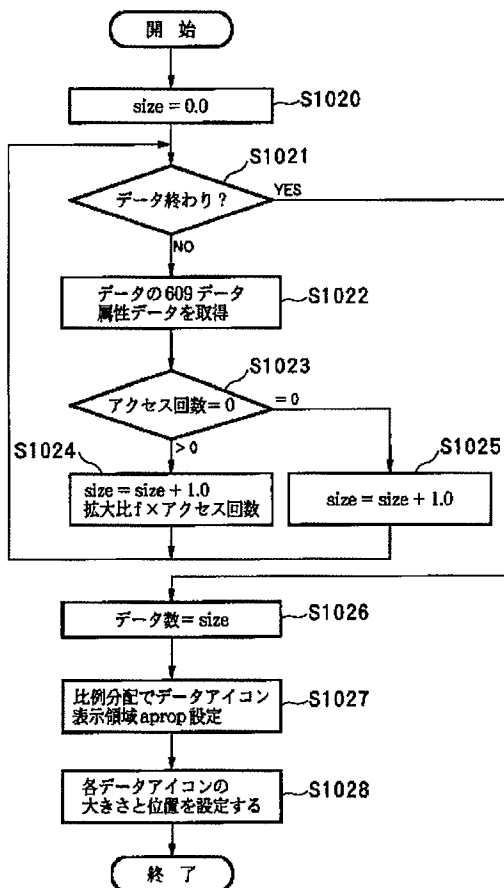 開 始
size = 0.0
S1020
S1021
データ終わり?
YES
NO
データの609データ
属性データを取得
S1022
S1023
アクセス回数=0
=0
>0
S1024
size = size + 1.0
拡大比f×アクセス回数
S1025
size = size + 1.0
データ数=size
S1026
比例分配でデータアイコン
表示領域aprop設定
S1027
各データアイコンの
大きさと位置を設定する
S1028
終 了